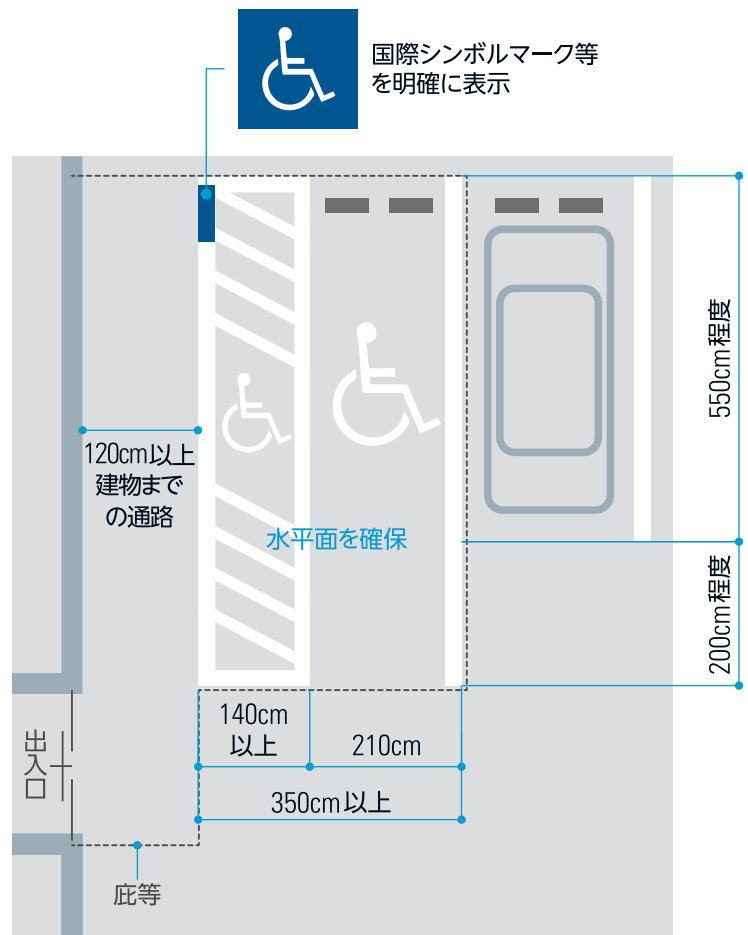 国際シンボルマーク等
を明確に表示
550cm程度
120cm以上
建物まで
の通路
水平面を確保
200cm程度
140cm
以上
210cm
350cm以上
出入口
庇等